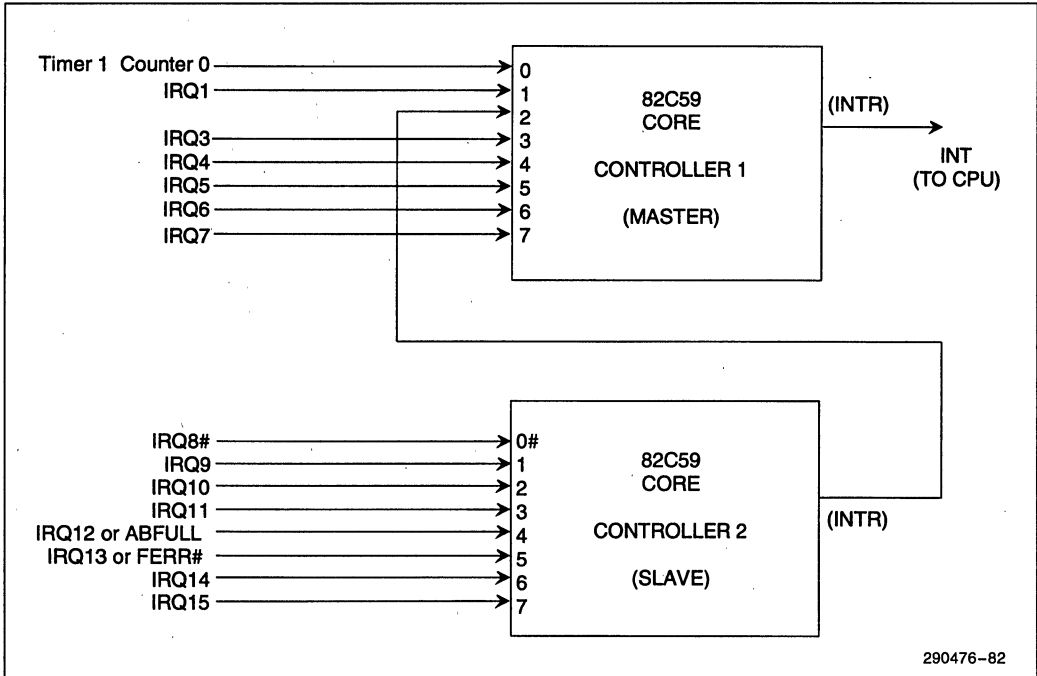 Timer 1 Counter 0
IRQ1
IRQ3
IRQ4
IRQ5
IRQ6
IRQ7
0
1
2
3
4
5
6
7
82C59
CORE
CONTROLLER 1
(MASTER)
(INTR)
INT
(TO CPU)
IRQ8#
IRQ9
IRQ10
IRQ11
IRQ12 or ABFULL
IRQ13 or FERR#
IRQ14
IRQ15
0#
1
2
3
4
5
6
7
82C59
CORE
CONTROLLER 2
(SLAVE)
(INTR)
290476-82